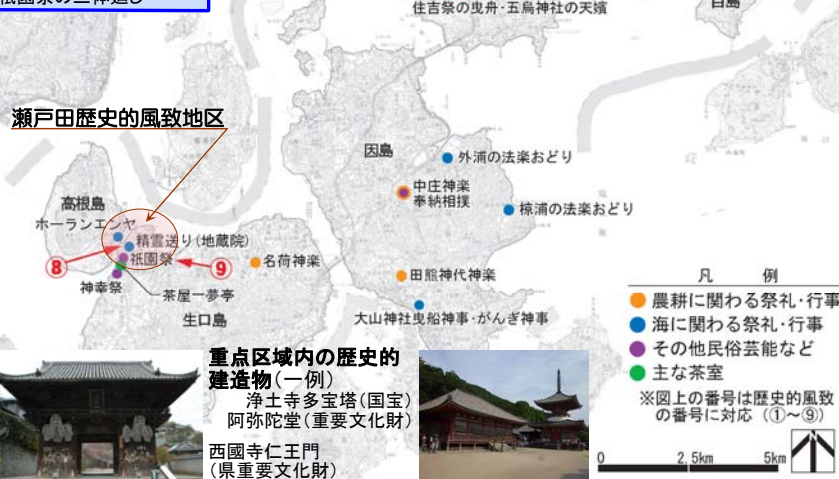 住吉祭の曳舟・五烏神社の天嬪
瀬戸田歴史的風致地区
因島
外浦の法楽おどり
中庄神楽
奉納相撲
椋浦の法楽おどり
高根島
ホーランエンヤ
精霊送り(地蔵院)
⑧
祇園祭
⑨
名荷神楽
神幸祭
茶屋一夢亭
生口島
田熊神代神楽
大山神社曳船神事・がんぎ神事
凡 例
農耕に関わる祭礼・行事
海に関わる祭礼・行事
その他民俗芸能など
主な茶室
※図上の番号は歴史的風致
の番号に対応 (①~⑨)
重点区域内の歴史的
建造物(一例)
浄土寺多宝塔(国宝)
阿弥陀堂(重要文化財)
西國寺仁王門
(県重要文化財)
0 2.5km 5km